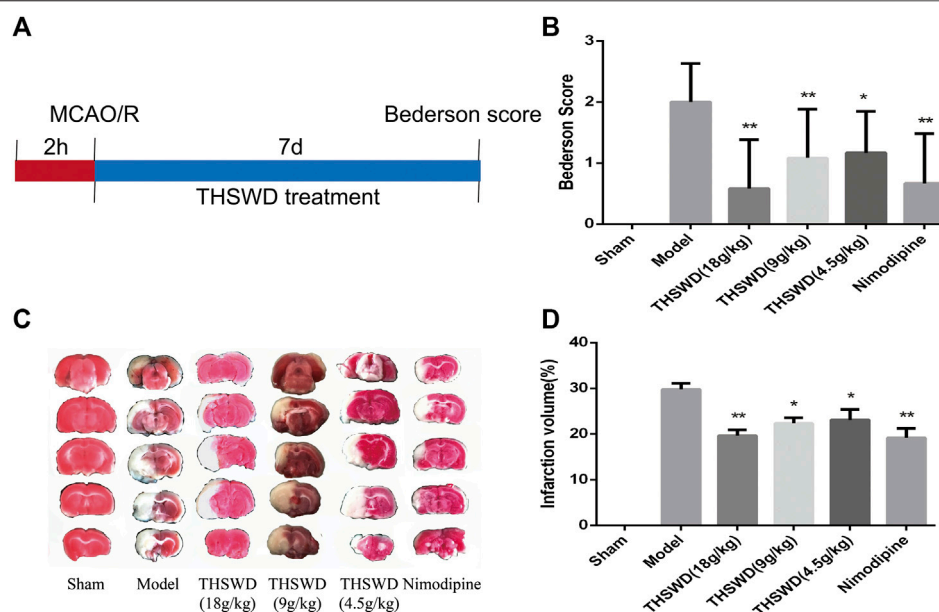 A
MCAO/R
Bederson score
2h
7d
THSWD treatment
B
Bederson Score
3
2
1
0
**
**
*
**
Sham
Model
THSWD(18g/kg)
THSWD(9g/kg)
THSWD(4.5g/kg)
Nimodipine
C
Sham
Model
THSWD
(18g/kg)
THSWD
(9g/kg)
THSWD
(4.5g/kg)
Nimodipine
D
Infarction volume(%)
40
30
20
10
0
**
*
*
**
Sham
Model
THSWD(18g/kg)
THSWD(9g/kg)
THSWD(4.5g/kg)
Nimodipine